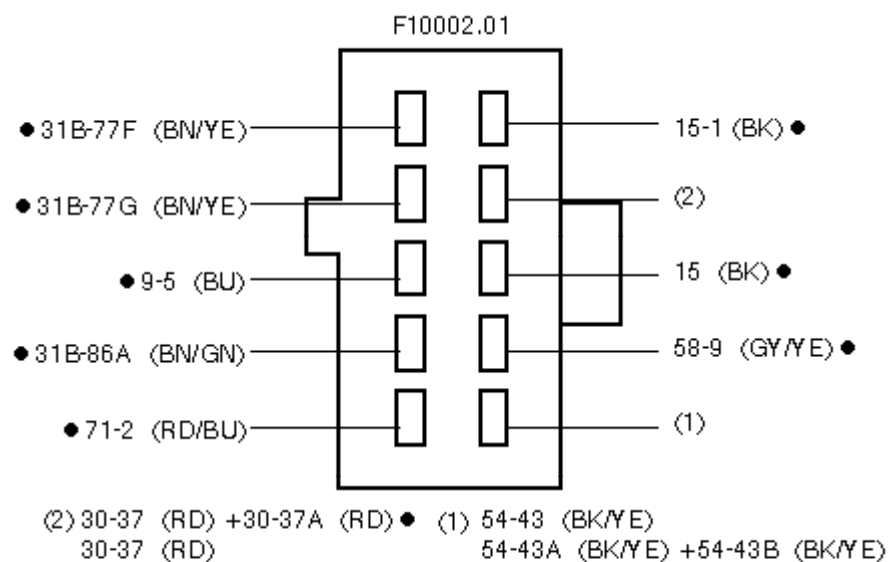 F10002.01
● 31B-77F (BN/YE)
15-1 (BK) ●
● 31B-77G (BN/YE)
(2)
● 9-5 (BU)
15 (BK) ●
● 31B-86A (BN/GN)
58-9 (GY/YE) ●
● 71-2 (RD/BU)
(1)
(2) 30-37 (RD) +30-37A (RD) ●
30-37 (RD)
(1) 54-43 (BK/YE)
54-43A (BK/YE) +54-43B (BK/YE)